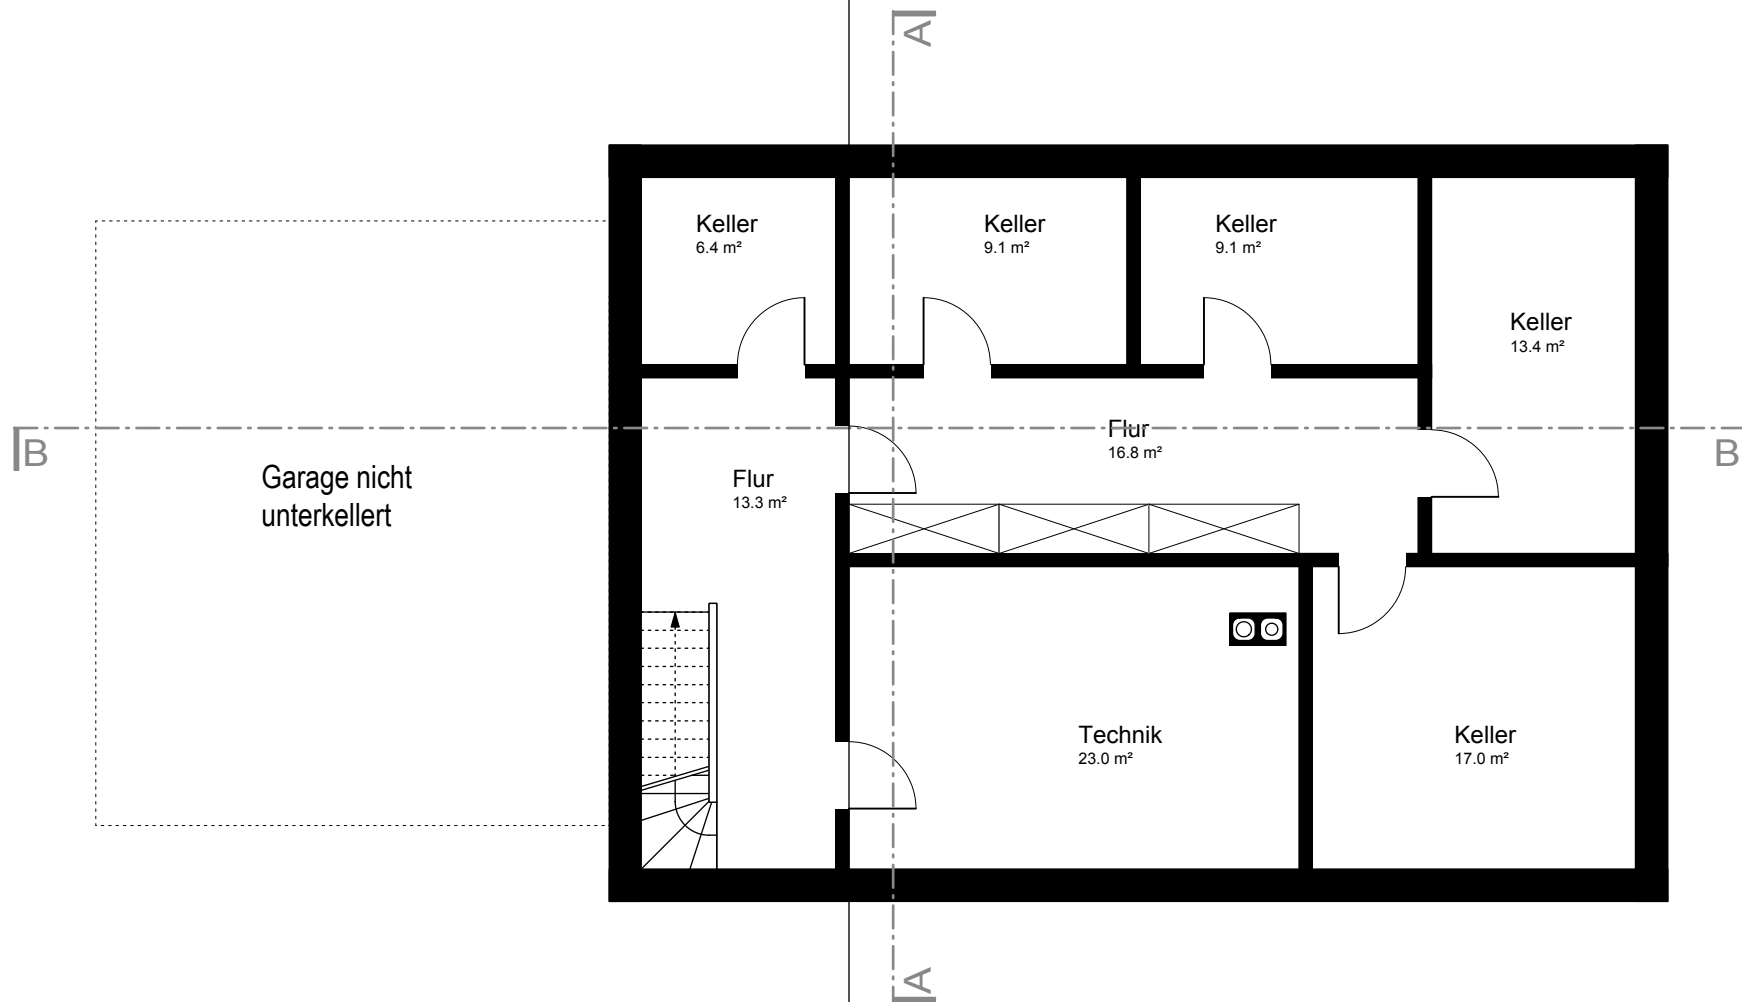 A
Keller
6.4 m²
Keller
9.1 m²
Keller
9.1 m²
Keller
13.4 m²
B
Flur
16.8 m²
B
Garage nicht
unterkellert
Flur
13.3 m²
Technik
23.0 m²
Keller
17.0 m²
A